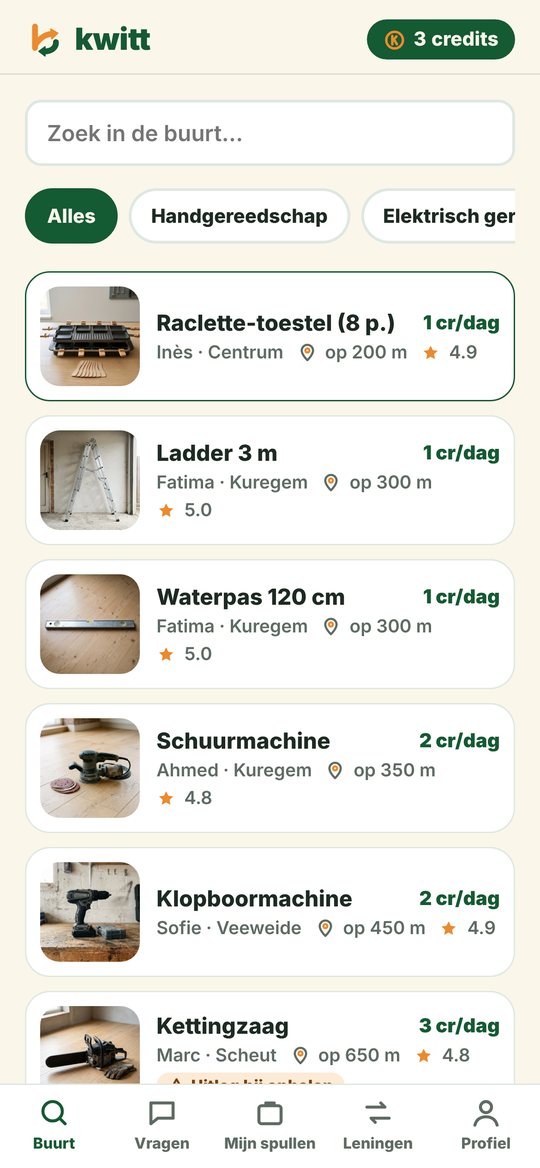 kwitt
3 credits
Zoek in de buurt...
Alles
Handgereedschap
Elektrisch ger
Raclette-toestel (8 p.)
1 cr/dag
Inès · Centrum op 200 m ★ 4.9
Ladder 3 m
1 cr/dag
Fatima · Kuregem op 300 m
★ 5.0
Waterpas 120 cm
1 cr/dag
Fatima · Kuregem op 300 m
★ 5.0
Schuurmachine
2 cr/dag
Ahmed · Kuregem op 350 m
★ 4.8
Klopboormachine
2 cr/dag
Sofie · Veeweide op 450 m ★ 4.9
Kettingzaag
3 cr/dag
Marc · Scheut op 650 m ★ 4.8
Buurt
Vragen
Mijn spullen
Leningen
Profiel